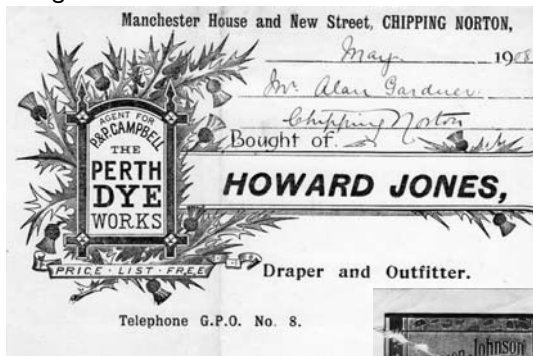 Manchester House and New Street, CHIPPING NORTON,
May 1908
Mr. Alan Gardner
Chipping Norton
Bought of
AGENT FOR
P&P. CAMPBELL
THE
PERTH
DYE
WORKS
HOWARD JONES,
PRICE · LIST · FREE
Draper and Outfitter.
Telephone G.P.O. No. 8.
Johnson